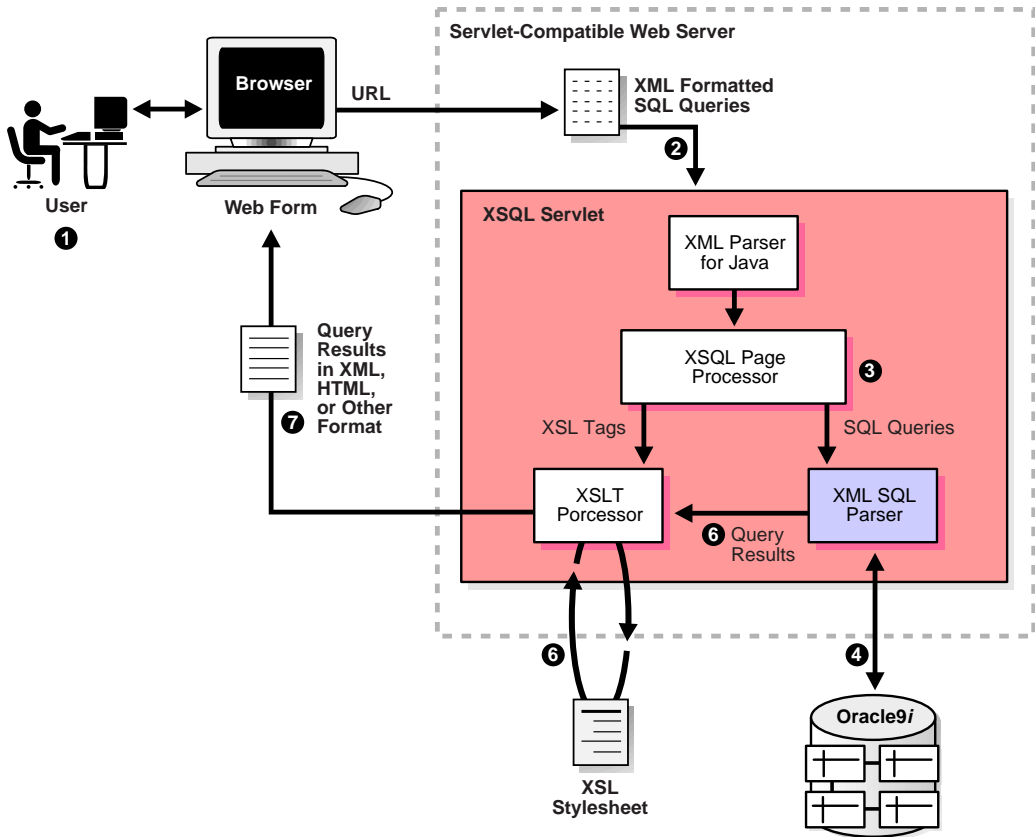 Servlet-Compatible Web Server
Browser
URL
XML Formatted
SQL Queries
2
User
1
Web Form
XSQL Servlet
XML Parser
for Java
XSQL Page
Processor
3
Query
Results
in XML,
HTML,
or Other
Format
7
XSL Tags
SQL Queries
XSLT
Porcessor
XML SQL
Parser
6 Query
Results
6
4
XSL
Stylesheet
Oracle9i